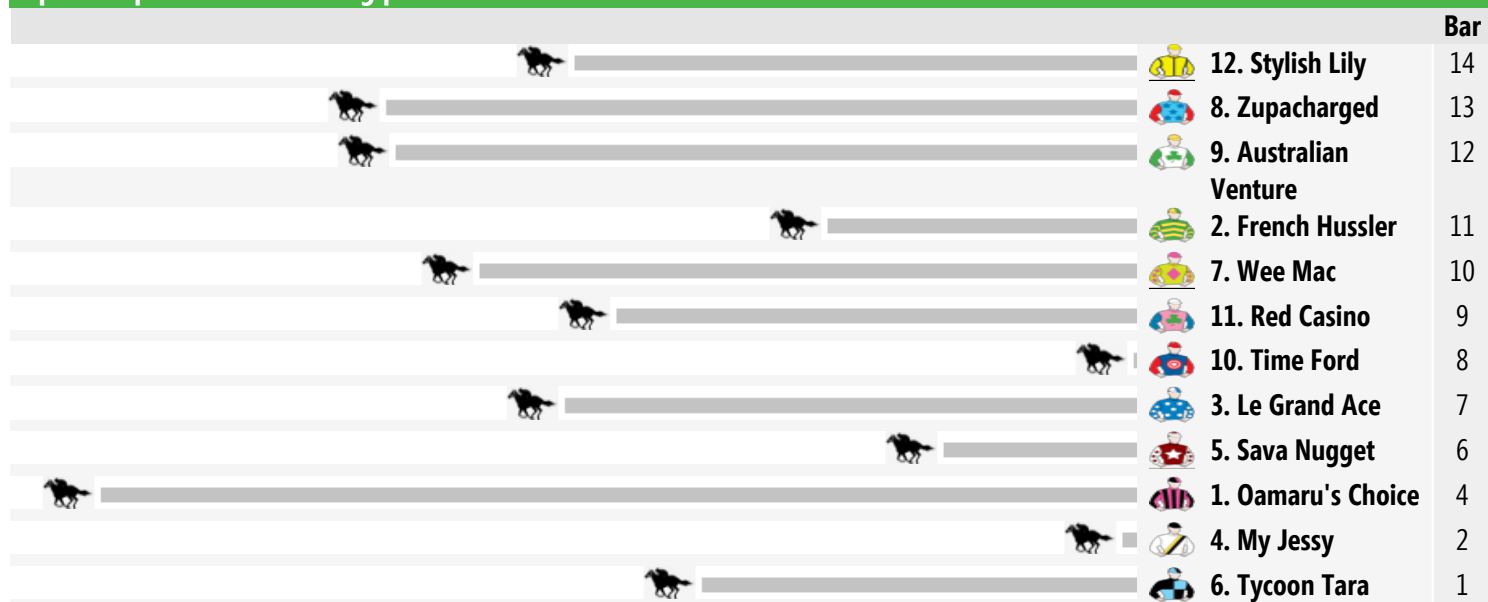 Bar
12. Stylish Lily 14
8. Zupacharged 13
9. Australian 12
Venture
2. French Hussler 11
7. Wee Mac 10
11. Red Casino 9
10. Time Ford 8
3. Le Grand Ace 7
5. Sava Nugget 6
1. Oamaru's Choice 4
4. My Jessy 2
6. Tycoon Tara 1